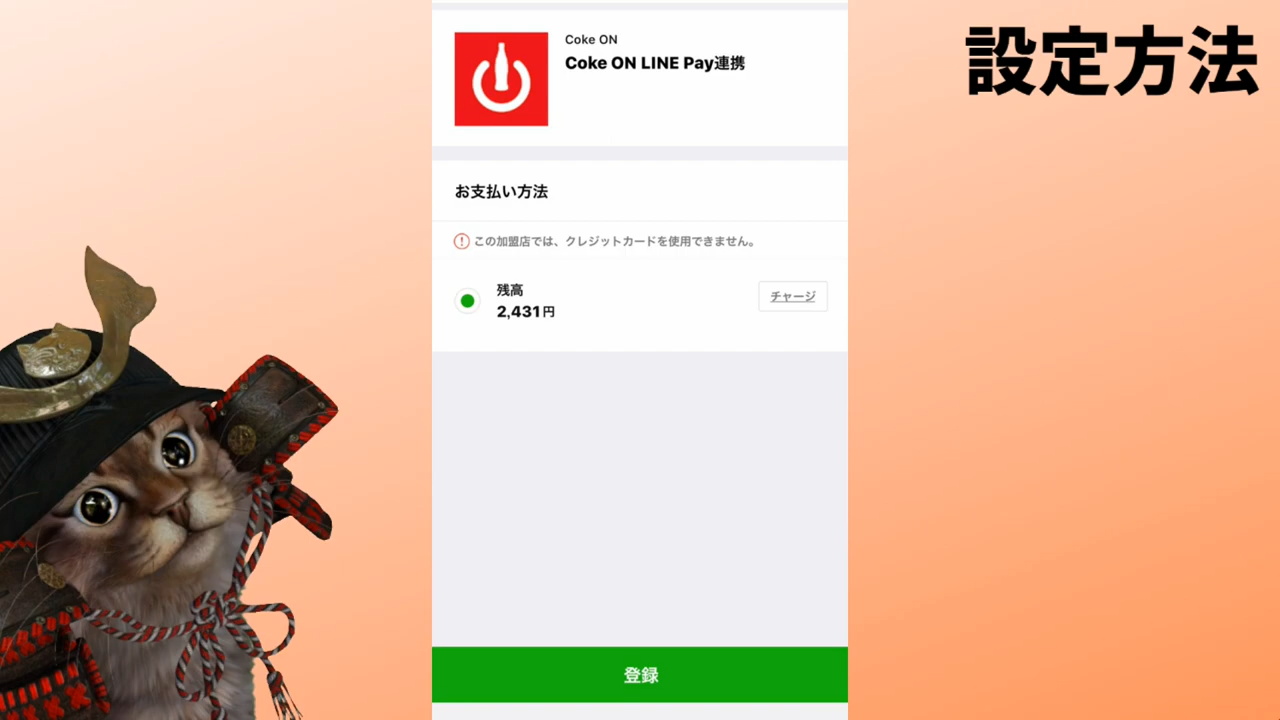 設定方法
Coke ON
Coke ON LINE Pay連携
お支払い方法
この加盟店では、クレジットカードを使用できません。
残高
2,431円
チャージ
登録